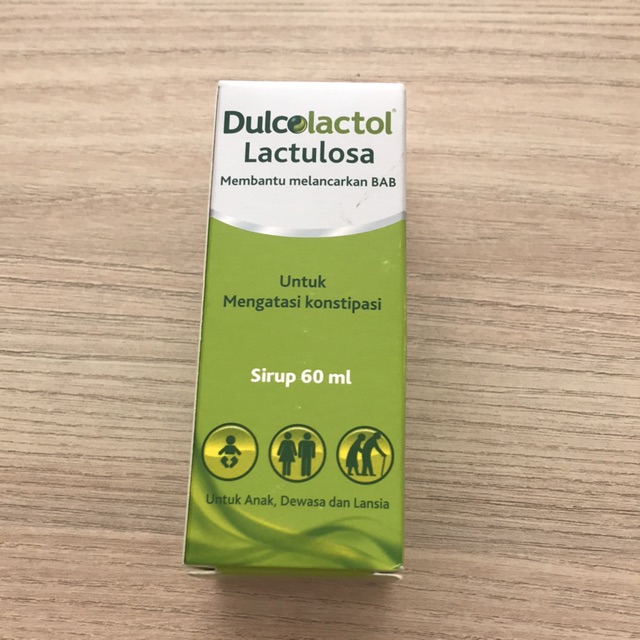 Dulcolactol®
Lactulosa
Membantu melancarkan BAB
Untuk
Mengatasi konstipasi
Sirup 60 ml
Untuk Anak, Dewasa dan Lansia